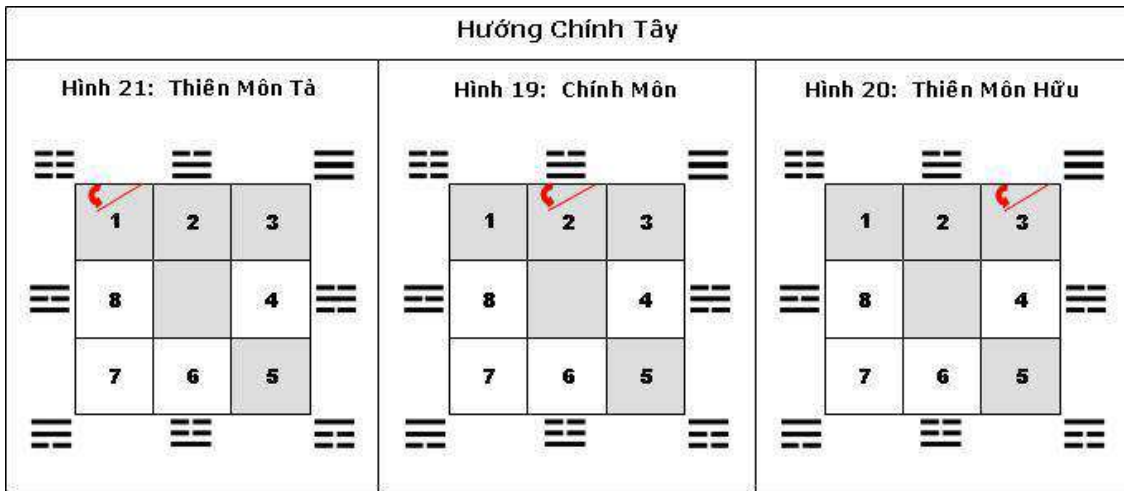 Hướng Chính Tây
Hình 21: Thiên Môn Tả
1 2 3
8 4
7 6 5
Hình 19: Chính Môn
1 2 3
8 4
7 6 5
Hình 20: Thiên Môn Hữu
1 2 3
8 4
7 6 5